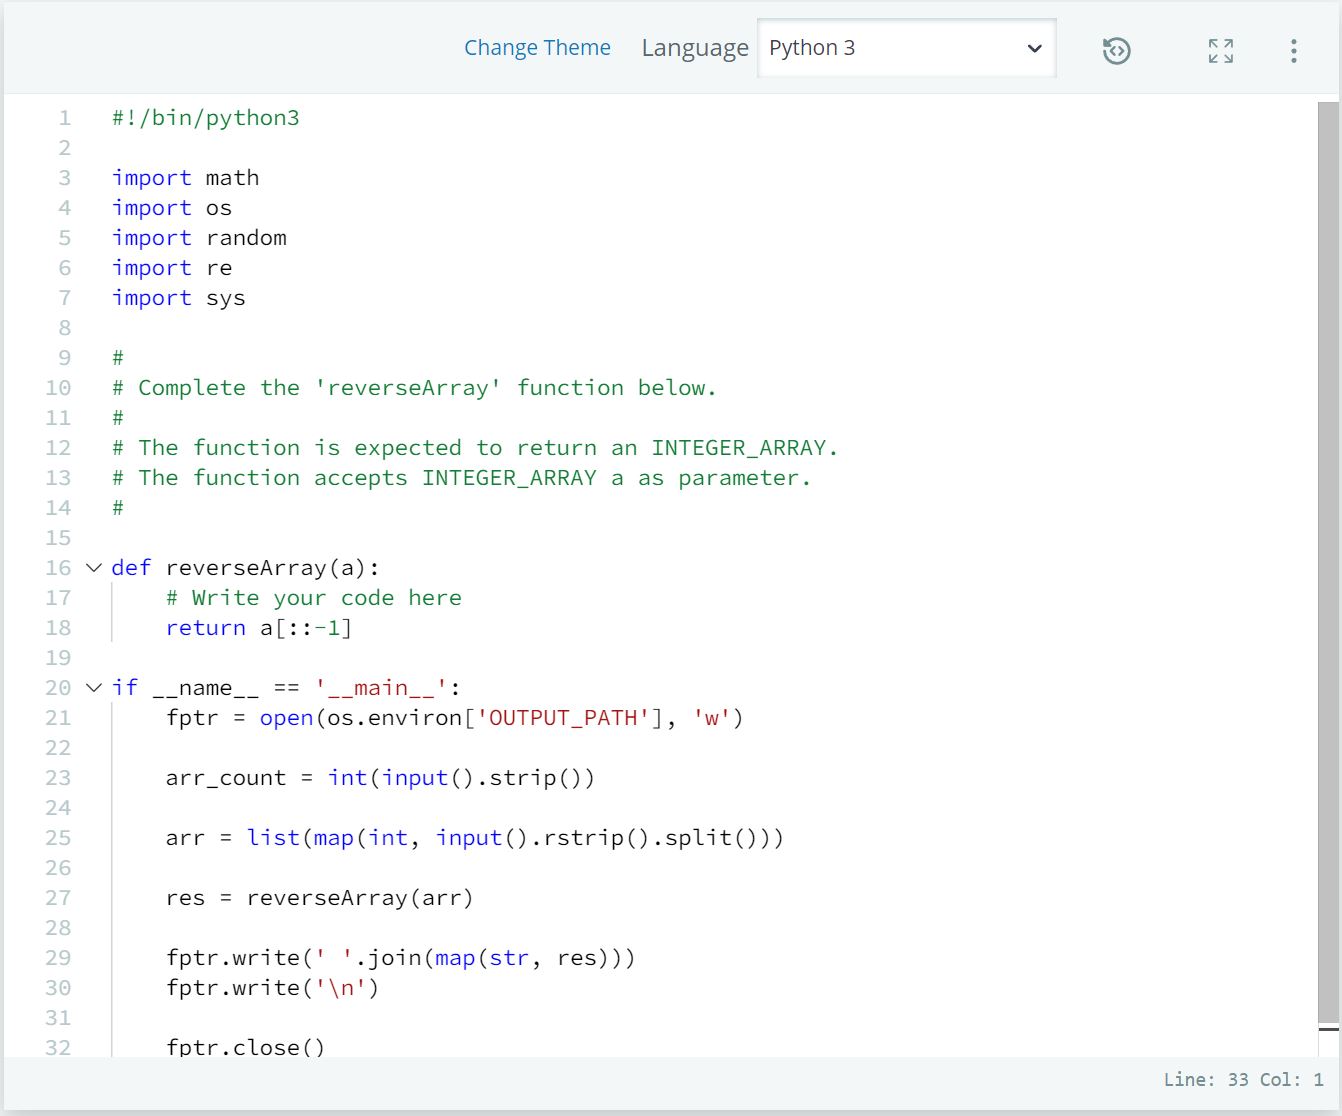 Change Theme Language Python 3
1 #!/bin/python3
2
3 import math
4 import os
5 import random
6 import re
7 import sys
8
9 #
10 # Complete the 'reverseArray' function below.
11 #
12 # The function is expected to return an INTEGER_ARRAY.
13 # The function accepts INTEGER_ARRAY a as parameter.
14 #
15
16 def reverseArray(a):
17     # Write your code here
18     return a[::-1]
19
20 if __name__ == '__main__':
21     fptr = open(os.environ['OUTPUT_PATH'], 'w')
22
23     arr_count = int(input().strip())
24
25     arr = list(map(int, input().rstrip().split()))
26
27     res = reverseArray(arr)
28
29     fptr.write(' '.join(map(str, res)))
30     fptr.write('\n')
31
32     fptr.close()
Line: 33 Col: 1